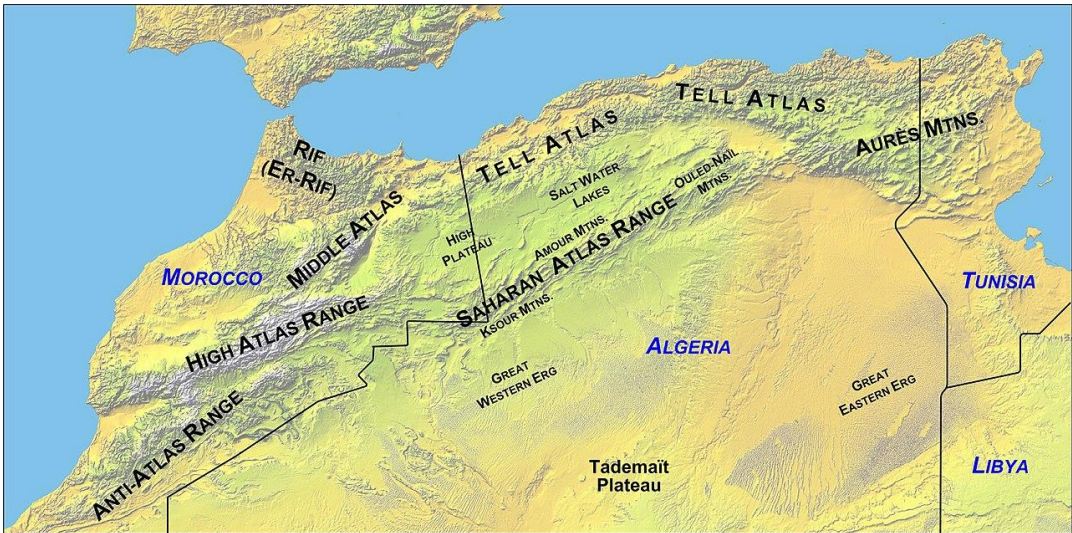 TELL ATLAS
TELL ATLAS
AURÈS MTNS.
RIF
(ER-RIF)
MIDDLE ATLAS
SALT WATER
LAKES
OULED-NAÏL
MTNS.
HIGH
PLATEAU
AMOUR MTNS.
SAHARAN ATLAS RANGE
KSOUR MTNS.
MOROCCO
TUNISIA
HIGH ATLAS RANGE
ALGERIA
GREAT
WESTERN ERG
GREAT
EASTERN ERG
ANTI-ATLAS RANGE
Tademaït
Plateau
LIBYA